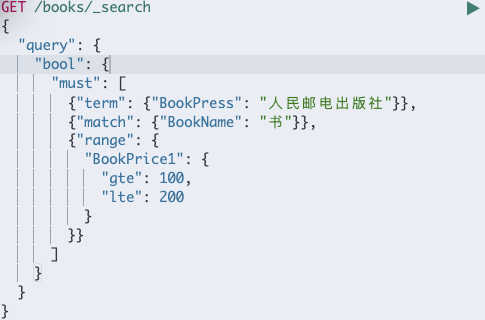 GET /books/_search
{
  "query": {
    "bool": {
      "must": [
        {"term": {"BookPress": "人民邮电出版社"}},
        {"match": {"BookName": "书"}},
        {"range": {
          "BookPrice1": {
            "gte": 100,
            "lte": 200
          }
        }}
      ]
    }
  }
}